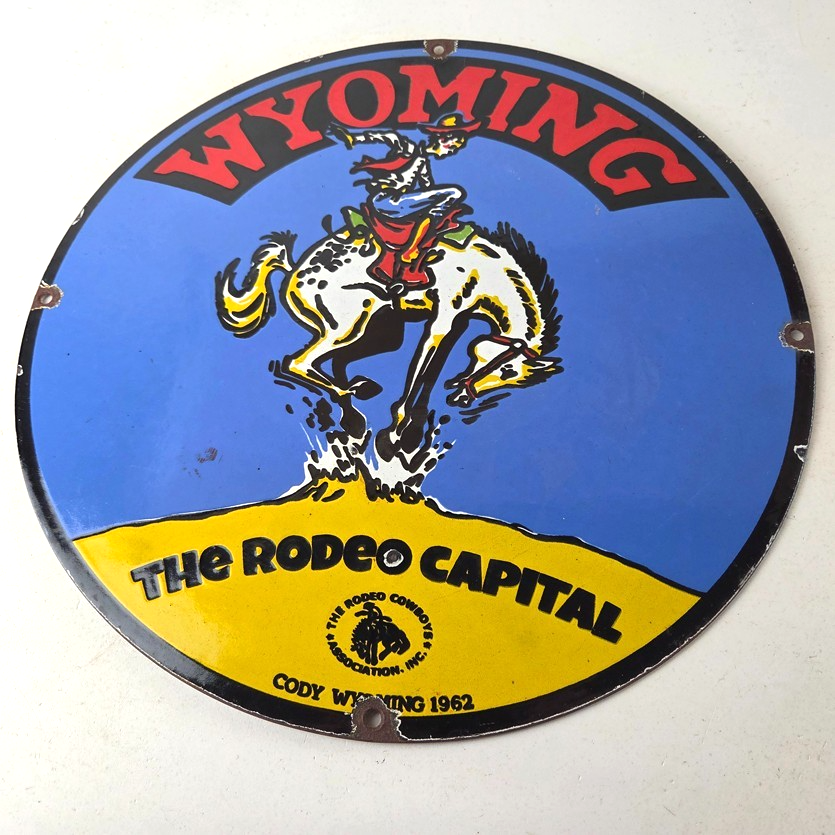 WYOMING
THE RODEO CAPITAL
★ THE RODEO COWBOYS ★
ASSOCIATION, INC.
CODY WYOMING 1962